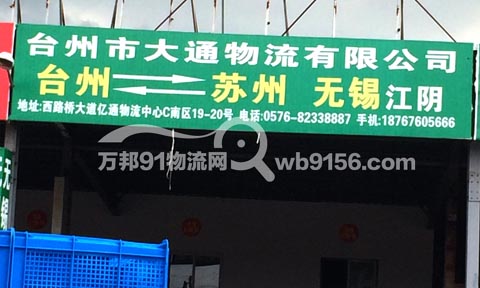 台州市大通物流有限公司
台州 苏州 无锡江阴
地址:西路桥大道亿通物流中心C南区19-20号 电话:0576-82338887 手机:18767605666
万邦91物流网 wb9156.com
无锡